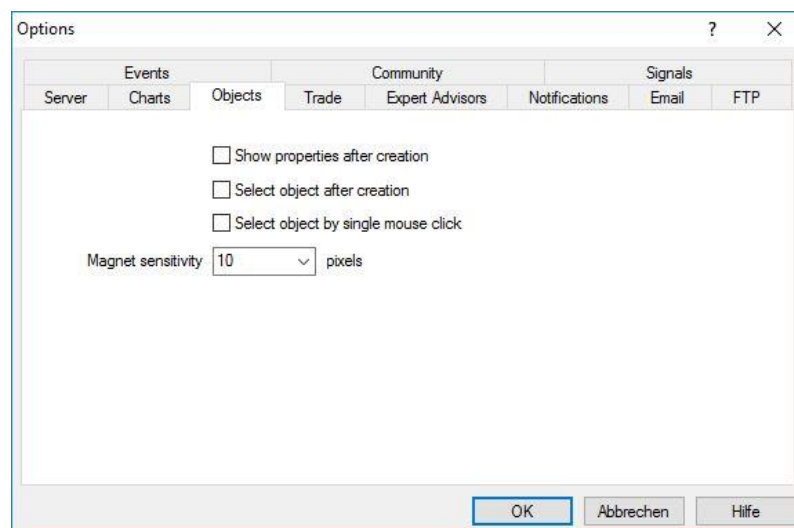 Options
Events Community Signals
Server Charts Objects Trade Expert Advisors Notifications Email FTP
Show properties after creation
Select object after creation
Select object by single mouse click
Magnet sensitivity 10 pixels
OK Abbrechen Hilfe